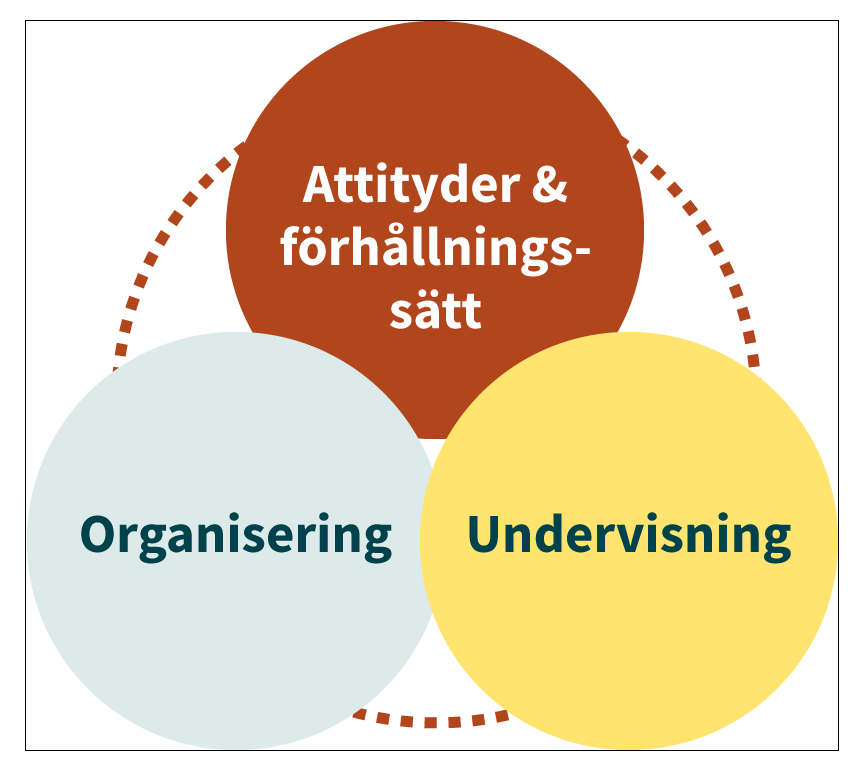 Attityder &
förhållnings-
sätt
Organisering
Undervisning